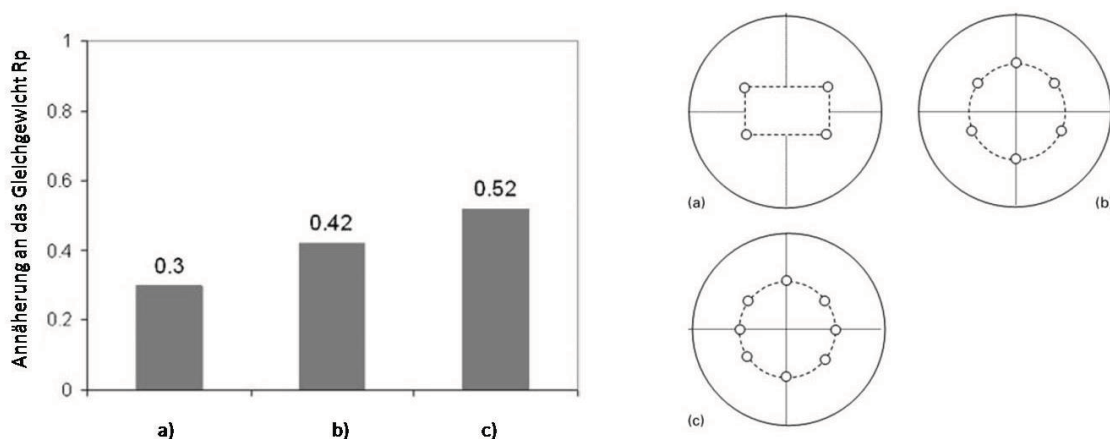 Annäherung an das Gleichgewicht Rp
1
0.8
0.6
0.4
0.2
0
0.3
0.42
0.52
a)
b)
c)
(a)
(b)
(c)